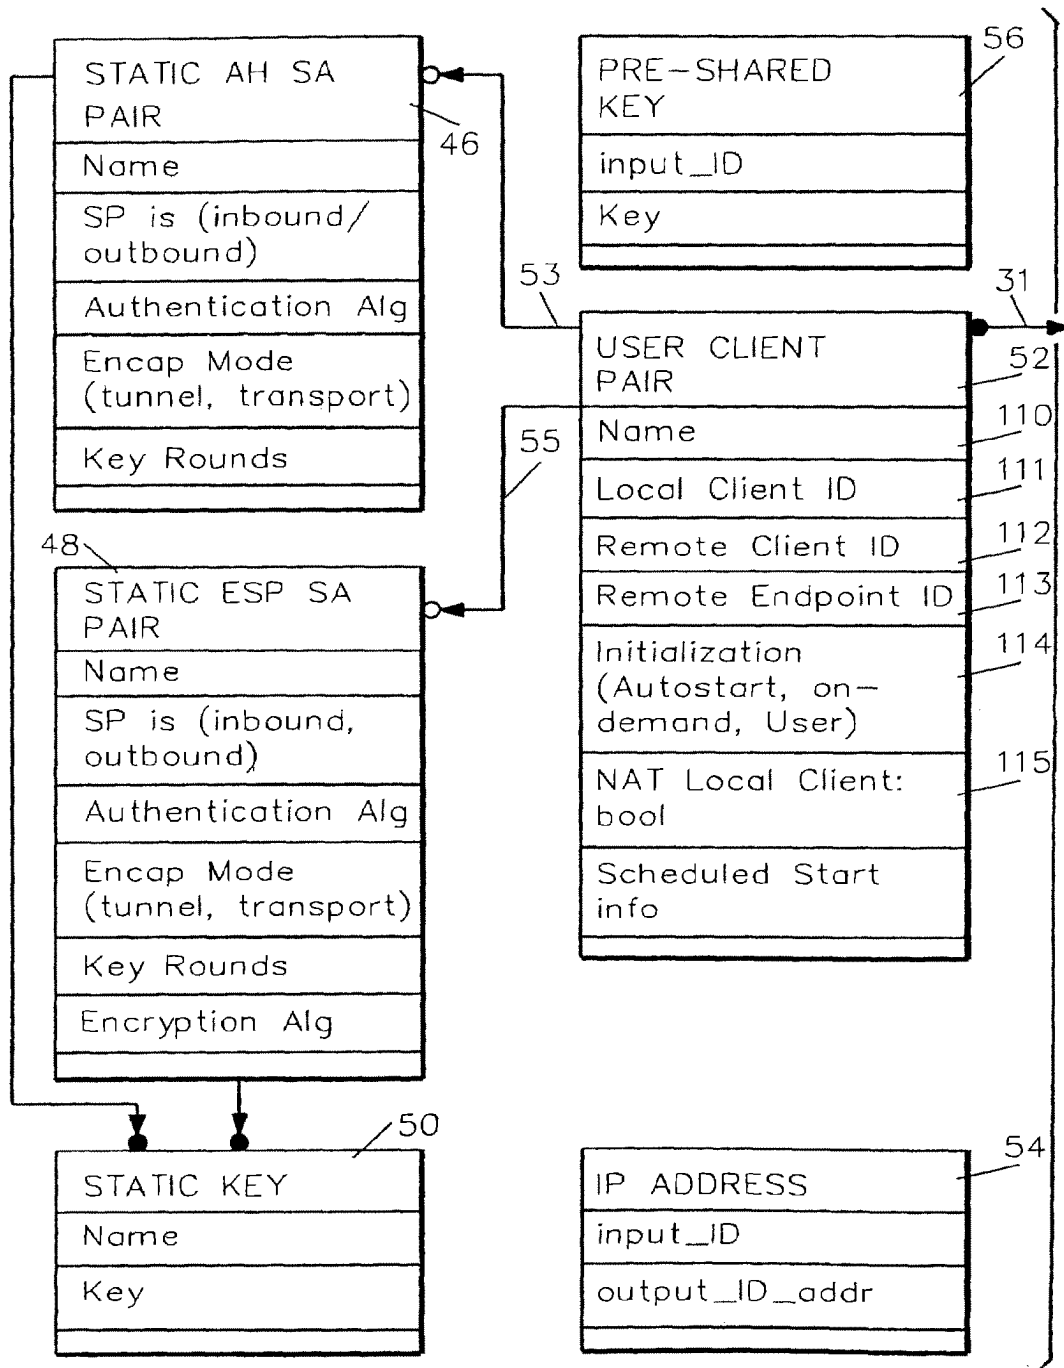 STATIC AH SA
PAIR
46
Name
SP is (inbound/
outbound)
Authentication Alg
Encap Mode
(tunnel, transport)
Key Rounds
48
STATIC ESP SA
PAIR
Name
SP is (inbound,
outbound)
Authentication Alg
Encap Mode
(tunnel, transport)
Key Rounds
Encryption Alg
50
STATIC KEY
Name
Key
56
PRE-SHARED
KEY
input_ID
Key
53
31
55
USER CLIENT
PAIR
52
Name
110
Local Client ID
111
Remote Client ID
112
Remote Endpoint ID
113
Initialization
(Autostart, on-
demand, User)
114
NAT Local Client:
bool
115
Scheduled Start
info
54
IP ADDRESS
input_ID
output_ID_addr